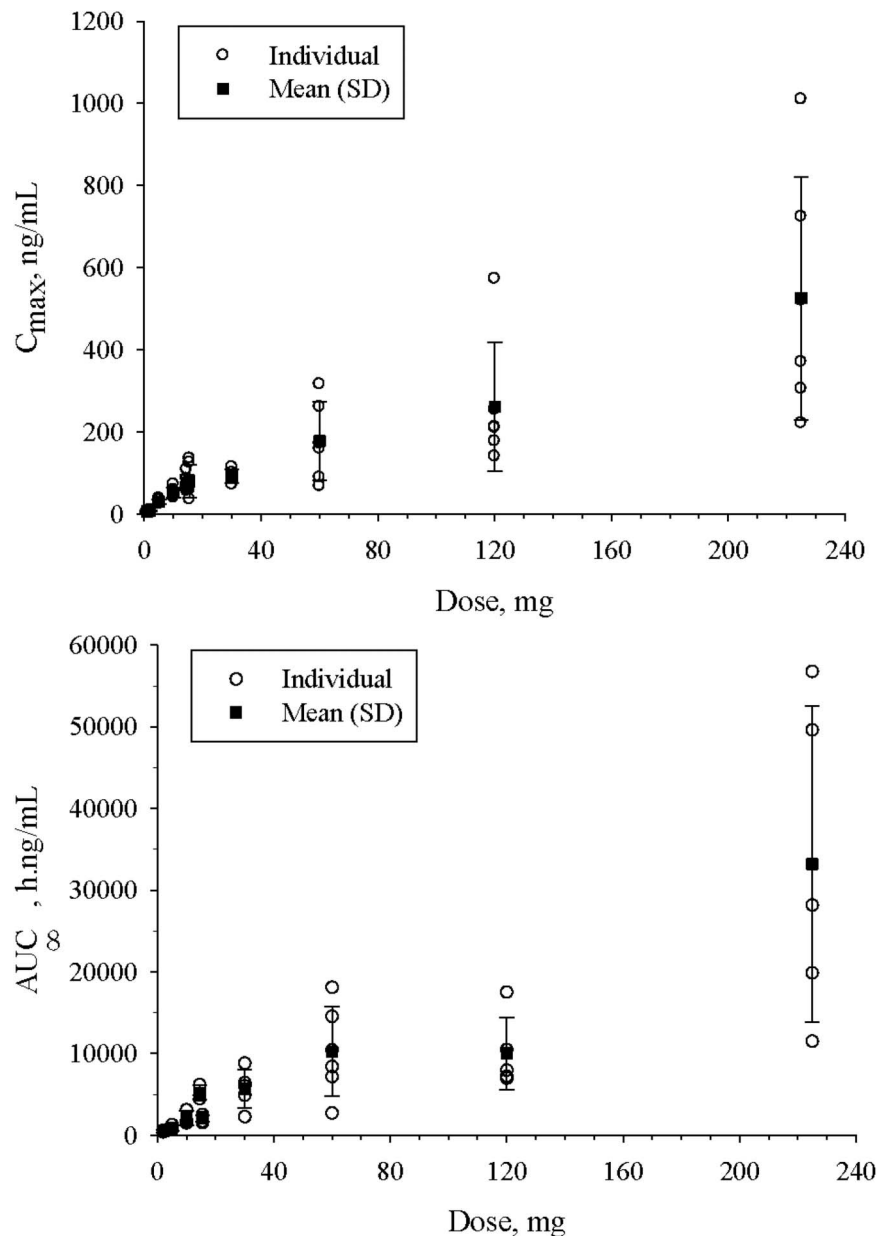 1200
Individual
Mean (SD)
1000
800
600
400
200
0
Cmax, ng/mL
0 40 80 120 160 200 240
Dose, mg
60000
Individual
Mean (SD)
50000
40000
30000
20000
10000
0
AUC∞, h.ng/mL
0 40 80 120 160 200 240
Dose, mg